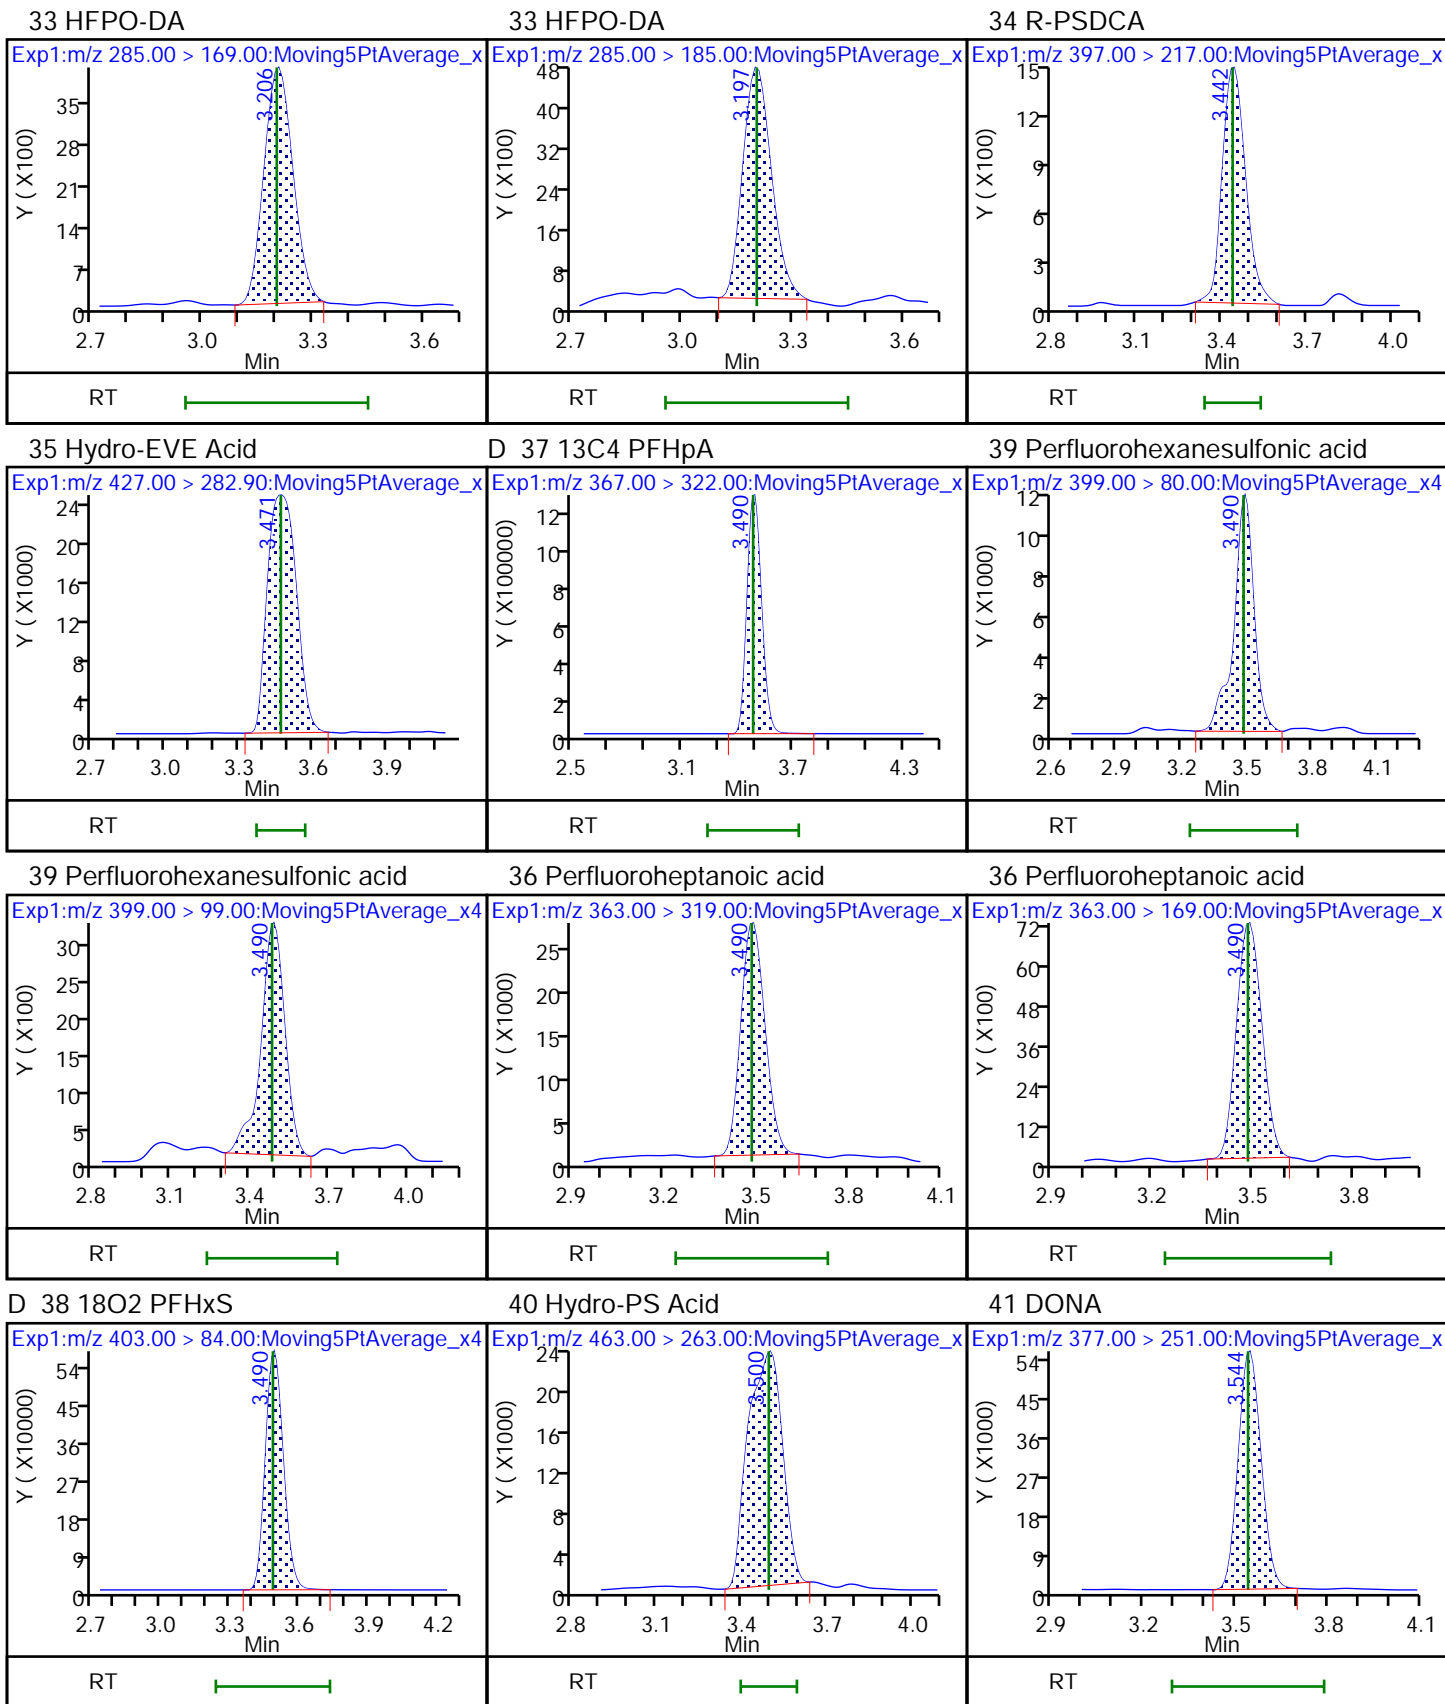 33 HFPO-DA
Exp1:m/z 285.00 > 169.00:Moving5PtAverage_x
3.206
Y ( X100)
35
28
21
14
7
0
2.7 3.0 3.3 3.6
Min
RT
33 HFPO-DA
Exp1:m/z 285.00 > 185.00:Moving5PtAverage_x
3.197
Y ( X100)
48
40
32
24
16
8
0
2.7 3.0 3.3 3.6
Min
RT
34 R-PSDCA
Exp1:m/z 397.00 > 217.00:Moving5PtAverage_x
3.442
Y ( X100)
15
12
9
6
3
0
2.8 3.1 3.4 3.7 4.0
Min
RT
35 Hydro-EVE Acid
Exp1:m/z 427.00 > 282.90:Moving5PtAverage_x
3.471
Y ( X1000)
24
20
16
12
8
4
0
2.7 3.0 3.3 3.6 3.9
Min
RT
D 37 13C4 PFHpA
Exp1:m/z 367.00 > 322.00:Moving5PtAverage_x
3.490
Y ( X100000)
12
10
8
6
4
2
0
2.5 3.1 3.7 4.3
Min
RT
39 Perfluorohexanesulfonic acid
Exp1:m/z 399.00 > 80.00:Moving5PtAverage_x4
3.490
Y ( X1000)
12
10
8
6
4
2
0
2.6 2.9 3.2 3.5 3.8 4.1
Min
RT
39 Perfluorohexanesulfonic acid
Exp1:m/z 399.00 > 99.00:Moving5PtAverage_x4
3.490
Y ( X100)
30
25
20
15
10
5
0
2.8 3.1 3.4 3.7 4.0
Min
RT
36 Perfluoroheptanoic acid
Exp1:m/z 363.00 > 319.00:Moving5PtAverage_x
3.490
Y ( X1000)
25
20
15
10
5
0
2.9 3.2 3.5 3.8 4.1
Min
RT
36 Perfluoroheptanoic acid
Exp1:m/z 363.00 > 169.00:Moving5PtAverage_x
3.490
Y ( X100)
72
60
48
36
24
12
0
2.9 3.2 3.5 3.8
Min
RT
D 38 18O2 PFHxS
Exp1:m/z 403.00 > 84.00:Moving5PtAverage_x4
3.490
Y ( X10000)
54
45
36
27
18
9
0
2.7 3.0 3.3 3.6 3.9 4.2
Min
RT
40 Hydro-PS Acid
Exp1:m/z 463.00 > 263.00:Moving5PtAverage_x
3.500
Y ( X1000)
24
20
16
12
8
4
0
2.8 3.1 3.4 3.7 4.0
Min
RT
41 DONA
Exp1:m/z 377.00 > 251.00:Moving5PtAverage_x
3.544
Y ( X1000)
54
45
36
27
18
9
0
2.9 3.2 3.5 3.8 4.1
Min
RT